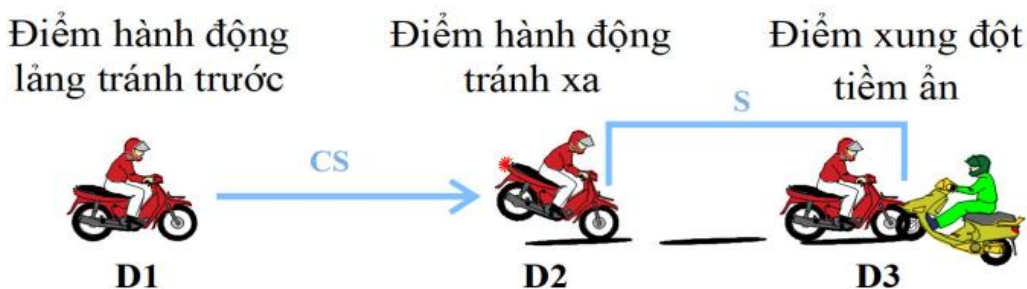 Điểm hành động
lảng tránh trước
Điểm hành động
tránh xa
Điểm xung đột
tiềm ẩn
CS
S
D1
D2
D3